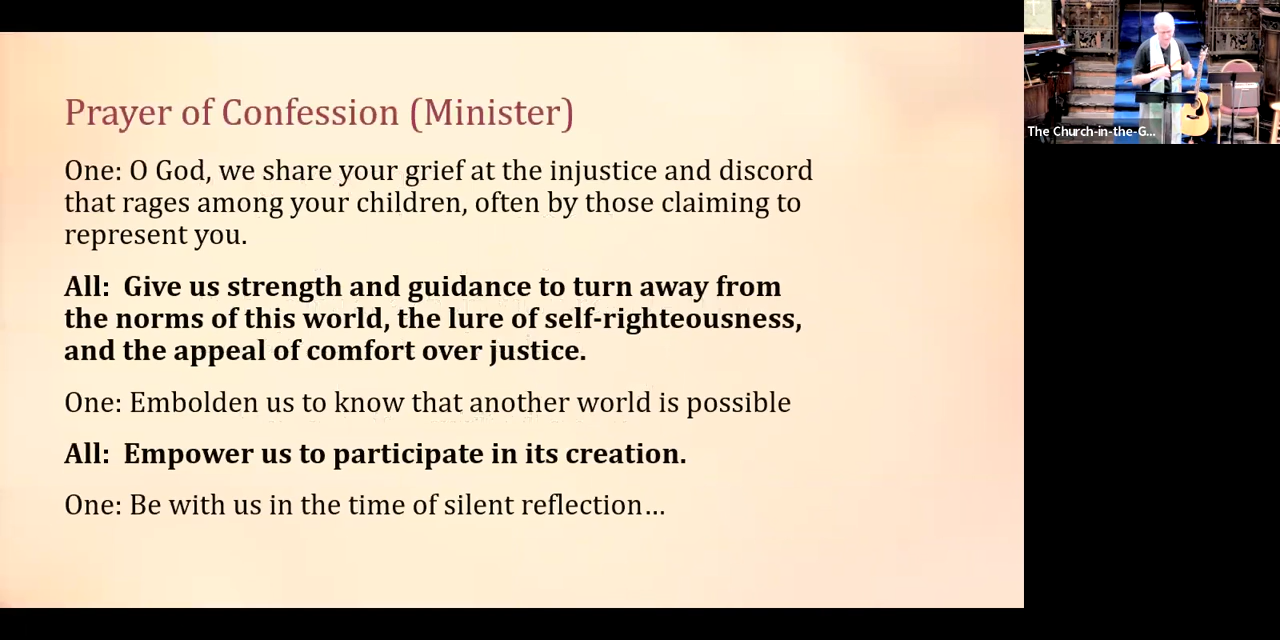 Prayer of Confession (Minister)
One: O God, we share your grief at the injustice and discord
that rages among your children, often by those claiming to
represent you.
All:  Give us strength and guidance to turn away from
the norms of this world, the lure of self-righteousness,
and the appeal of comfort over justice.
One: Embolden us to know that another world is possible
All:  Empower us to participate in its creation.
One: Be with us in the time of silent reflection…
The Church-in-the-G...